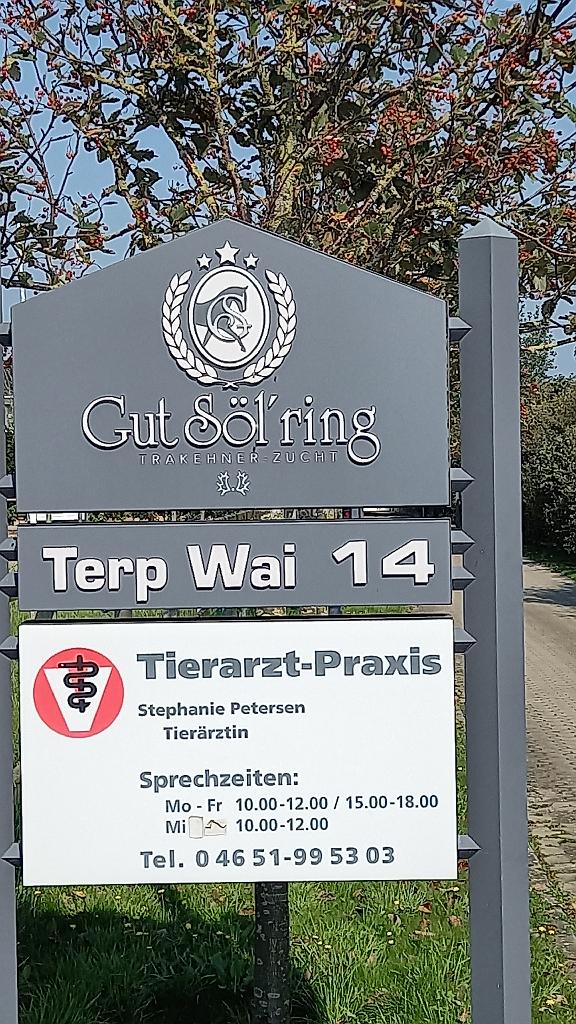 GS
Gut Söl'ring
TRAKEHNER-ZUCHT
Terp Wai 14
Tierarzt-Praxis
Stephanie Petersen
Tierärztin
Sprechzeiten:
Mo - Fr 10.00-12.00 / 15.00-18.00
Mi 10.00-12.00
Tel. 0 46 51-99 53 03